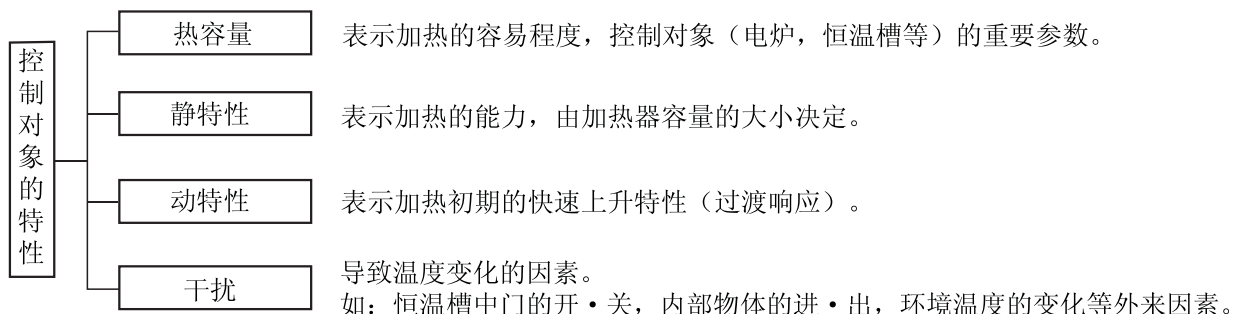 控制对象的特性
热容量
表示加热的容易程度，控制对象（电炉，恒温槽等）的重要参数。
静特性
表示加热的能力，由加热器容量的大小决定。
动特性
表示加热初期的快速上升特性（过渡响应）。
干扰
导致温度变化的因素。
如：恒温槽中门的开·关，内部物体的进·出，环境温度的变化等外来因素。